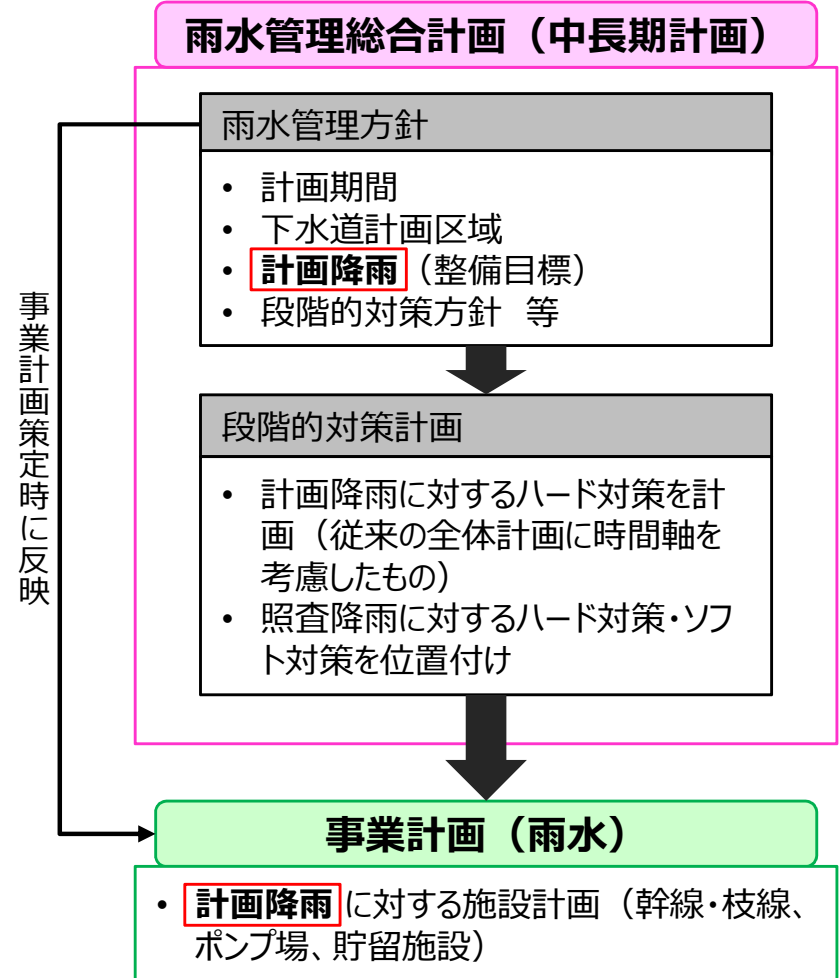 雨水管理総合計画（中長期計画）
雨水管理方針
• 計画期間
• 下水道計画区域
• 計画降雨（整備目標）
• 段階的対策方針　等
事業計画策定時に反映
段階的対策計画
• 計画降雨に対するハード対策を計
画（従来の全体計画に時間軸を
考慮したもの）
• 照査降雨に対するハード対策・ソフ
ト対策を位置付け
事業計画（雨水）
• 計画降雨に対する施設計画（幹線・枝線、
ポンプ場、貯留施設）